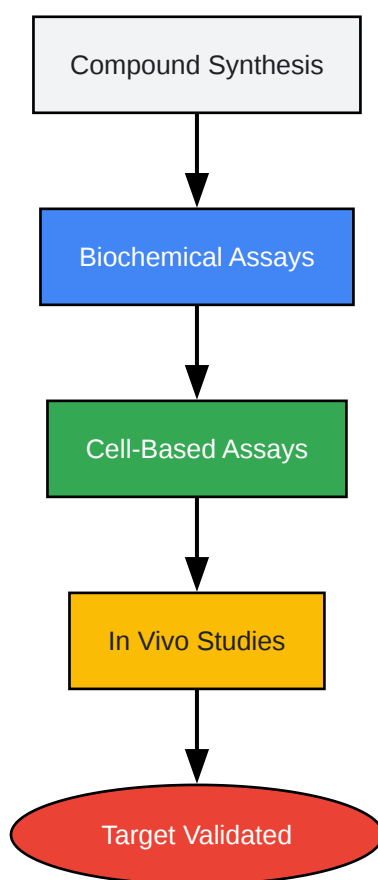 Compound Synthesis
Biochemical Assays
Cell-Based Assays
In Vivo Studies
Target Validated